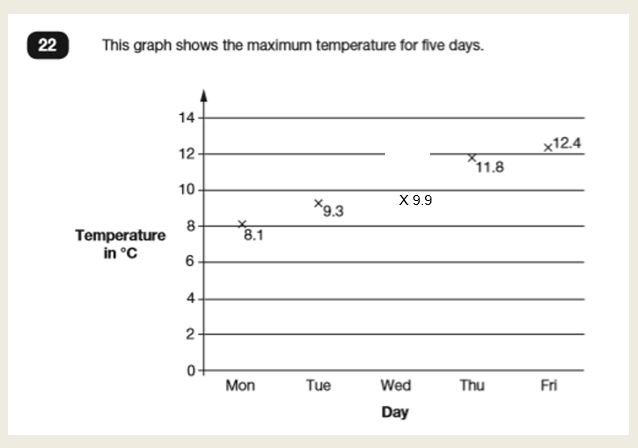 22
This graph shows the maximum temperature for five days.
14
12
10
8
6
4
2
0
Temperature
in °C
8.1
9.3
X 9.9
11.8
12.4
Mon Tue Wed Thu Fri
Day